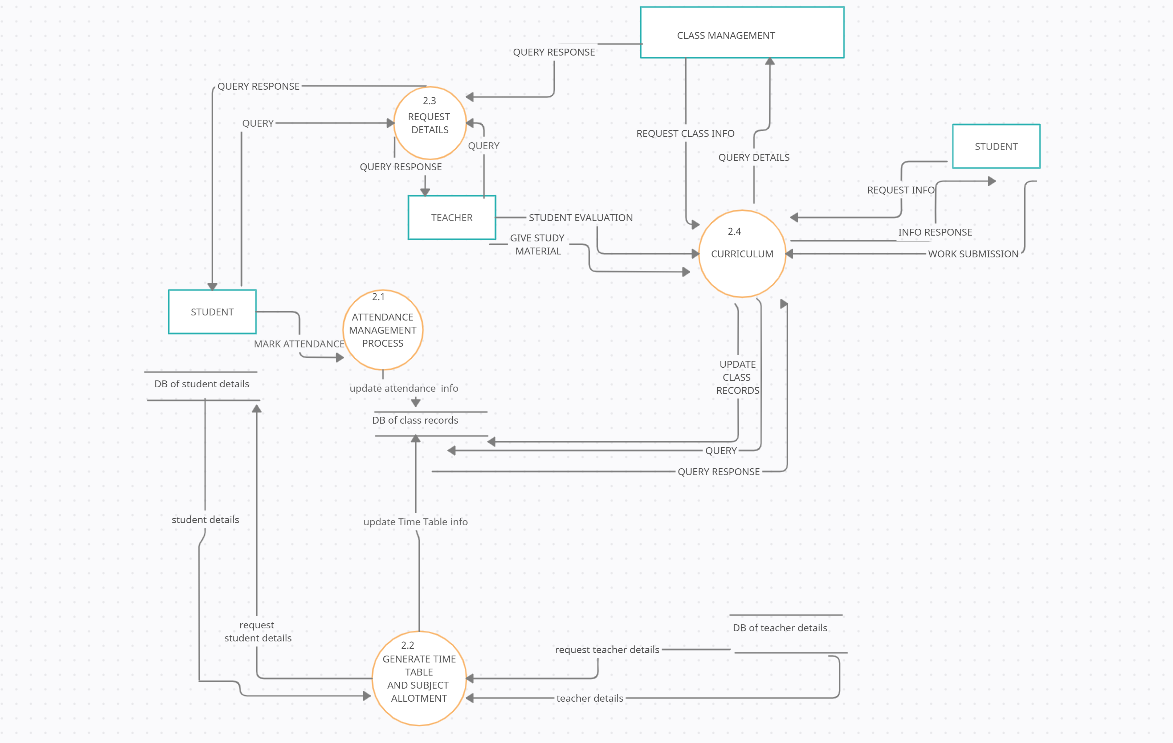 CLASS MANAGEMENT
QUERY RESPONSE
QUERY RESPONSE
2.3
REQUEST
DETAILS
QUERY
REQUEST CLASS INFO
QUERY
STUDENT
QUERY DETAILS
QUERY RESPONSE
REQUEST INFO
TEACHER
STUDENT EVALUATION
2.4
CURRICULUM
INFO RESPONSE
GIVE STUDY
MATERIAL
WORK SUBMISSION
2.1
ATTENDANCE
MANAGEMENT
PROCESS
STUDENT
MARK ATTENDANCE
UPDATE
CLASS
RECORDS
DB of student details
update attendance info
DB of class records
QUERY
QUERY RESPONSE
student details
update Time Table info
request
student details
DB of teacher details
2.2
GENERATE TIME
TABLE
AND SUBJECT
ALLOTMENT
request teacher details
teacher details